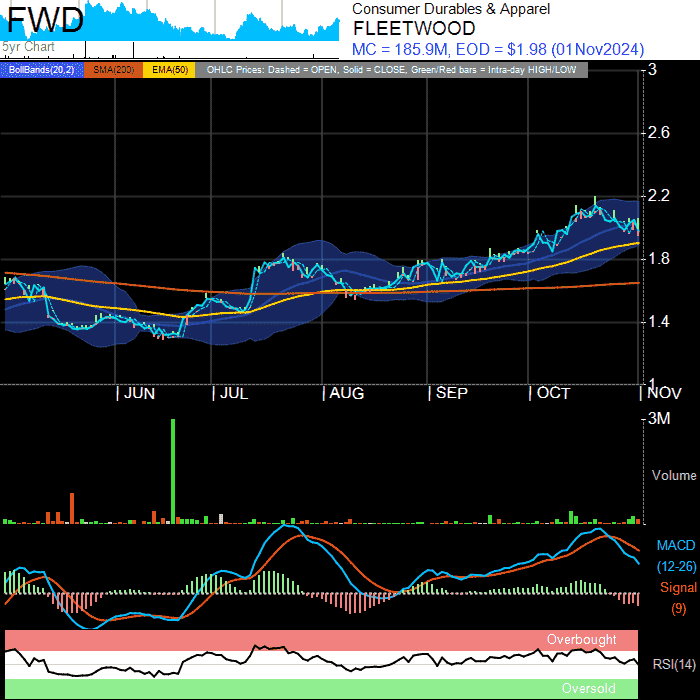 FWD
5yr Chart
Consumer Durables & Apparel
FLEETWOOD
MC = 185.9M, EOD = $1.98 (01Nov2024)
BollBands(20,2) SMA(200) EMA(50) OHLC Prices: Dashed = OPEN, Solid = CLOSE, Green/Red bars = Intra-day HIGH/LOW
3
2.6
2.2
1.8
1.4
1
JUN JUL AUG SEP OCT NOV
3M
Volume
MACD
(12-26)
Signal
(9)
Overbought
RSI(14)
Oversold